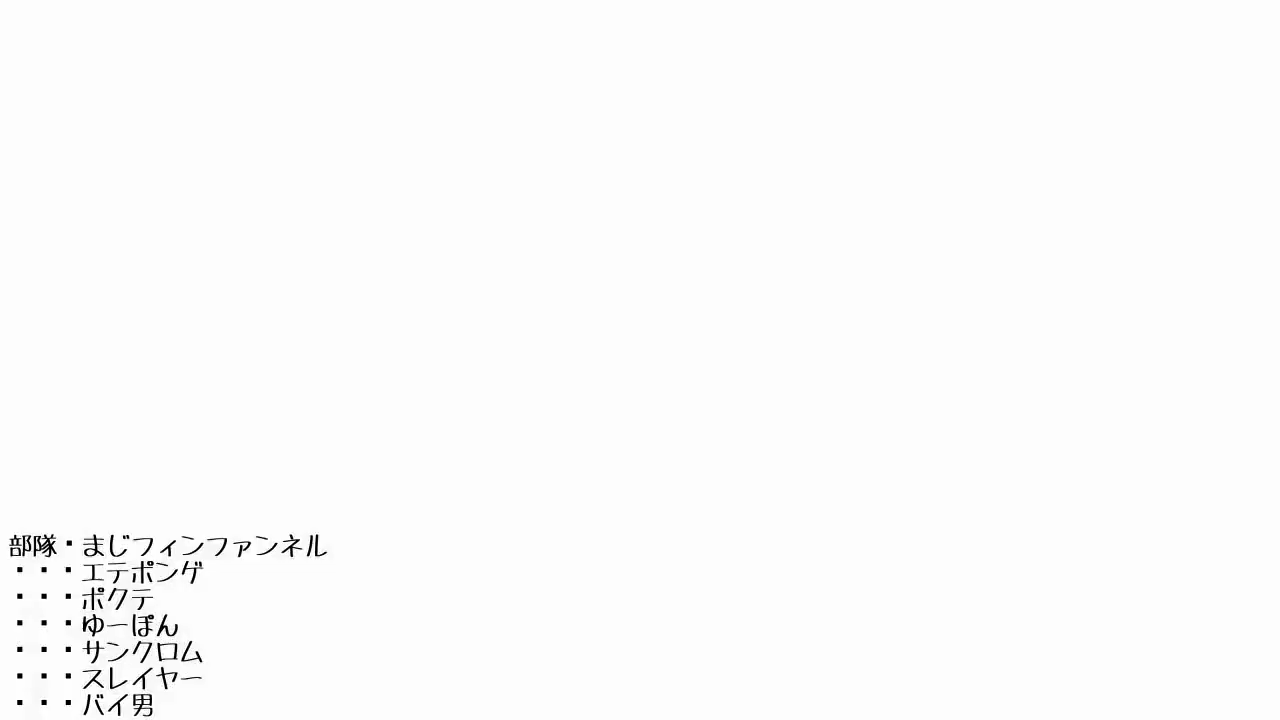 部隊・まじフィンファンネル
・・・エテポンゲ
・・・ポクテ
・・・ゆーぽん
・・・サンクロム
・・・スレイヤー
・・・バイ男